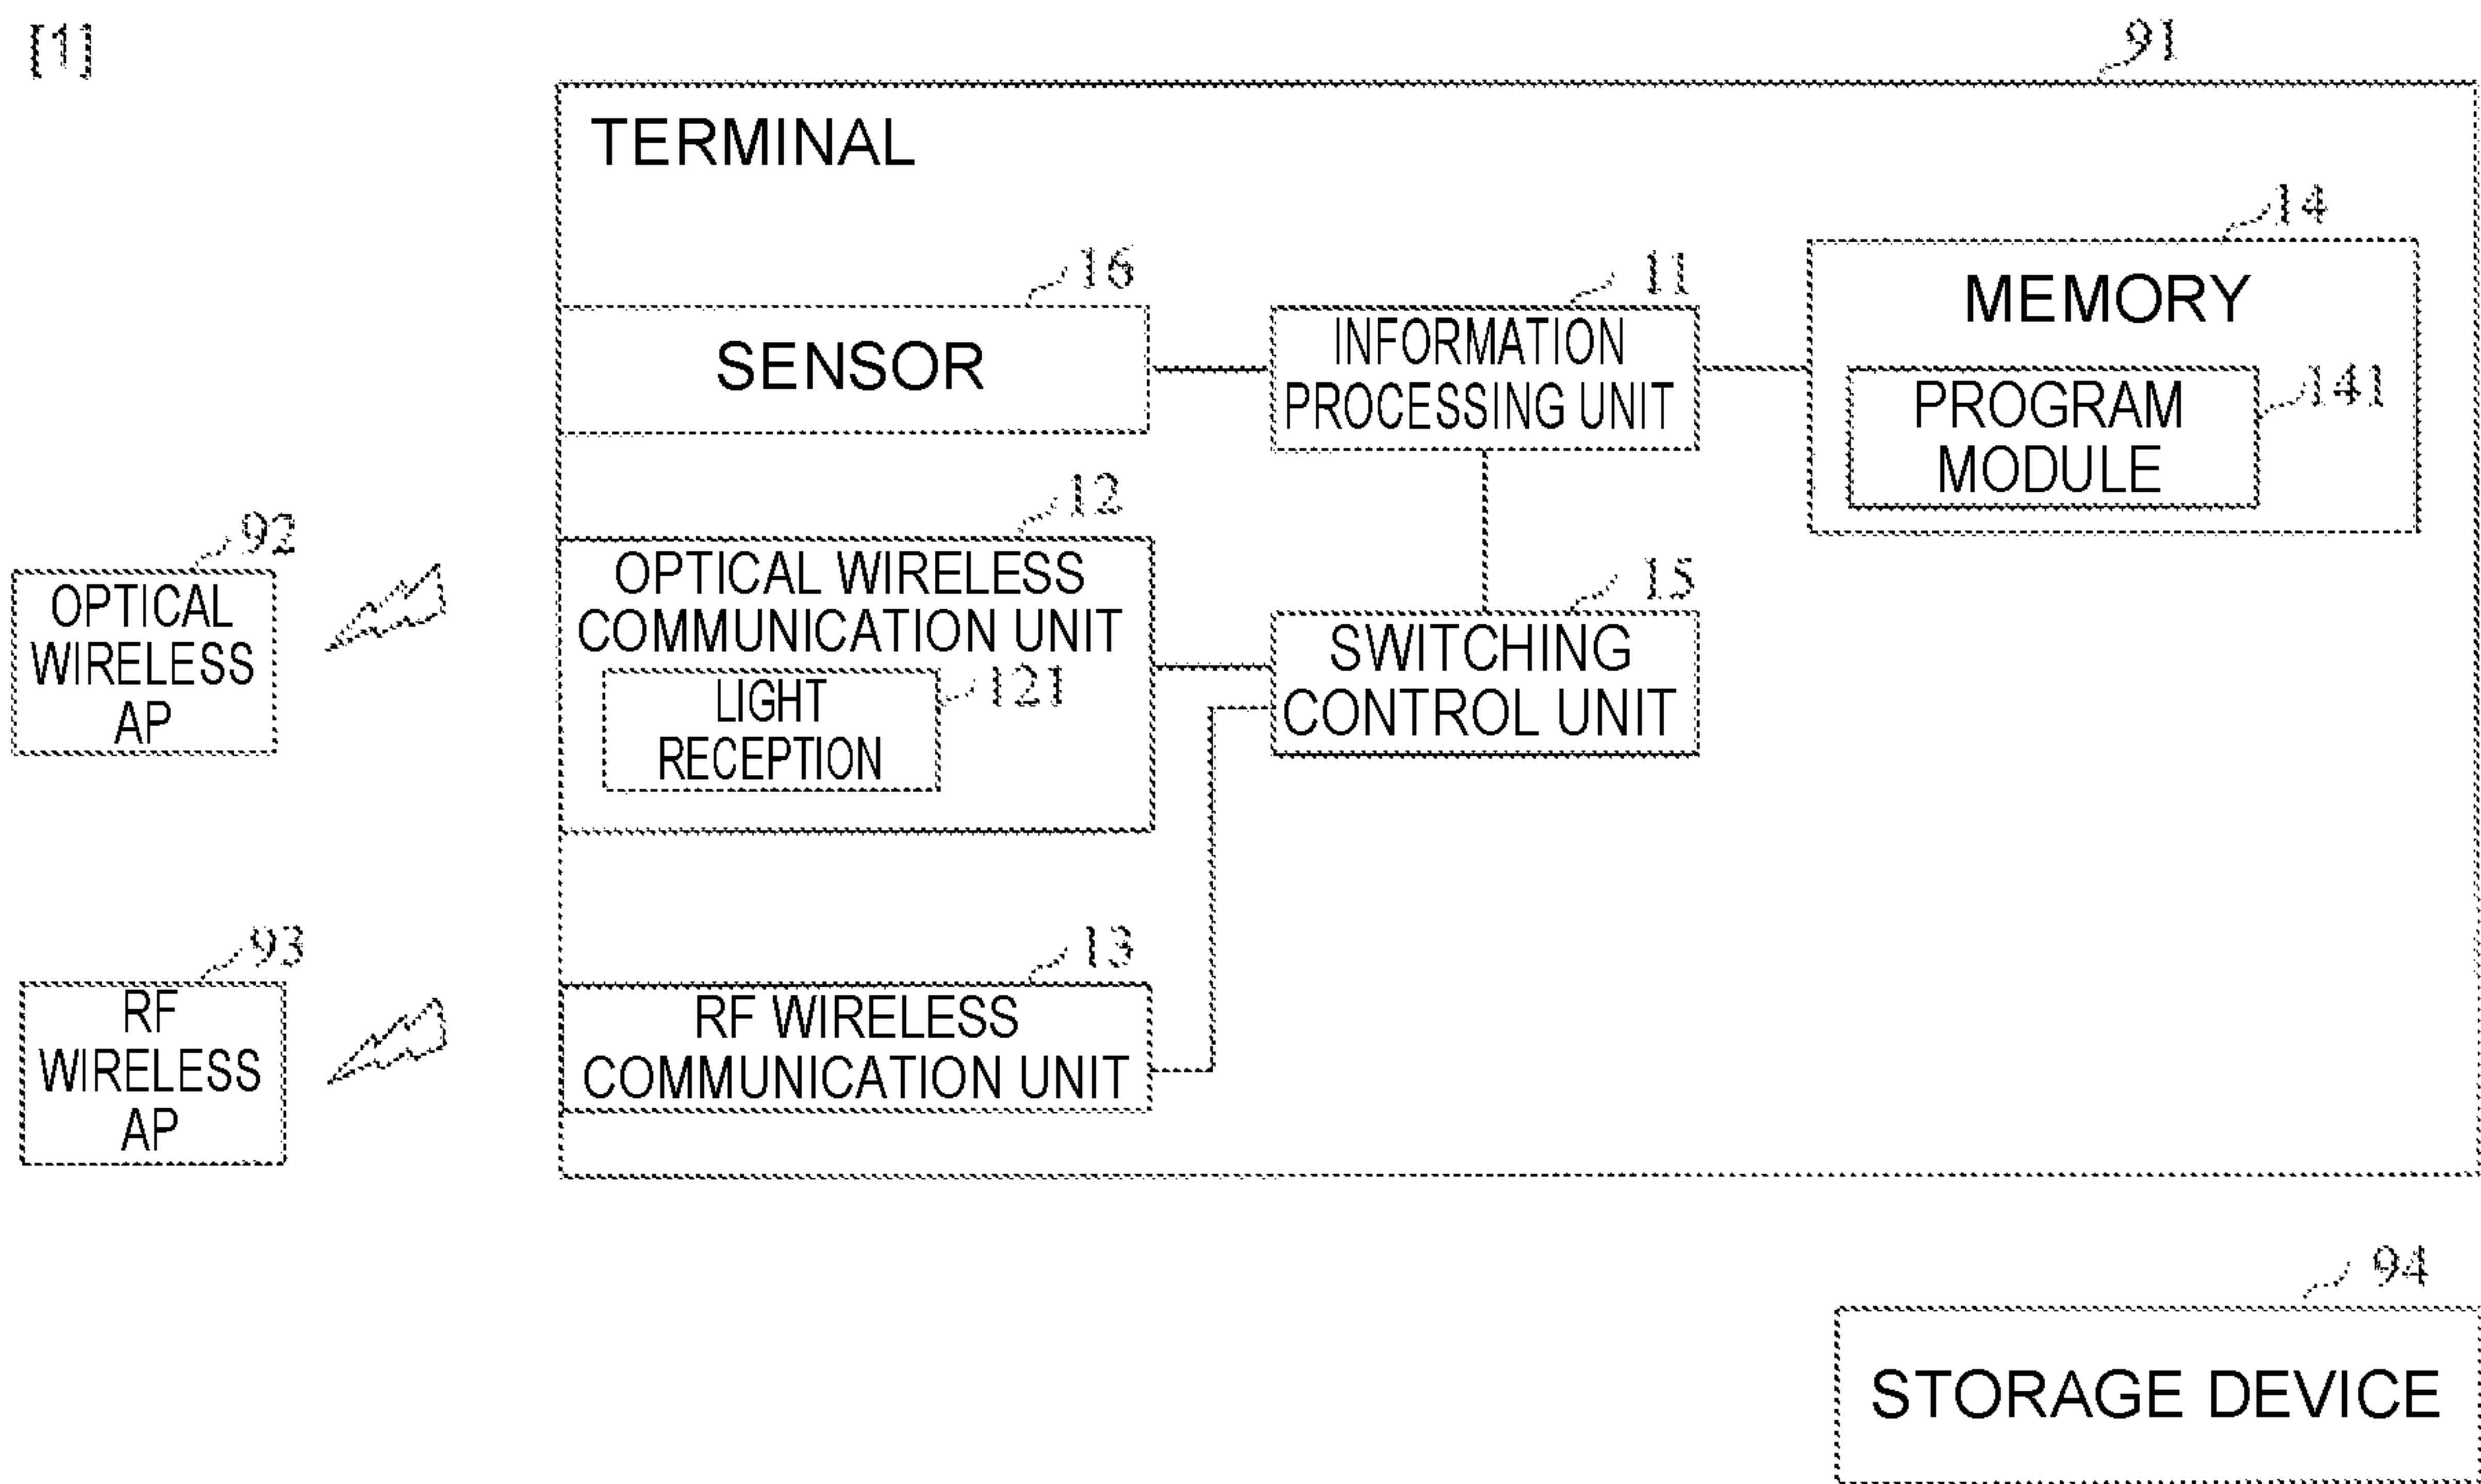 [1]
91
TERMINAL
14
16
11
MEMORY
SENSOR
INFORMATION
PROCESSING UNIT
PROGRAM
MODULE
141
12
92
OPTICAL
WIRELESS
AP
OPTICAL WIRELESS
COMMUNICATION UNIT
LIGHT
RECEPTION
121
15
SWITCHING
CONTROL UNIT
93
RF
WIRELESS
AP
13
RF WIRELESS
COMMUNICATION UNIT
94
STORAGE DEVICE